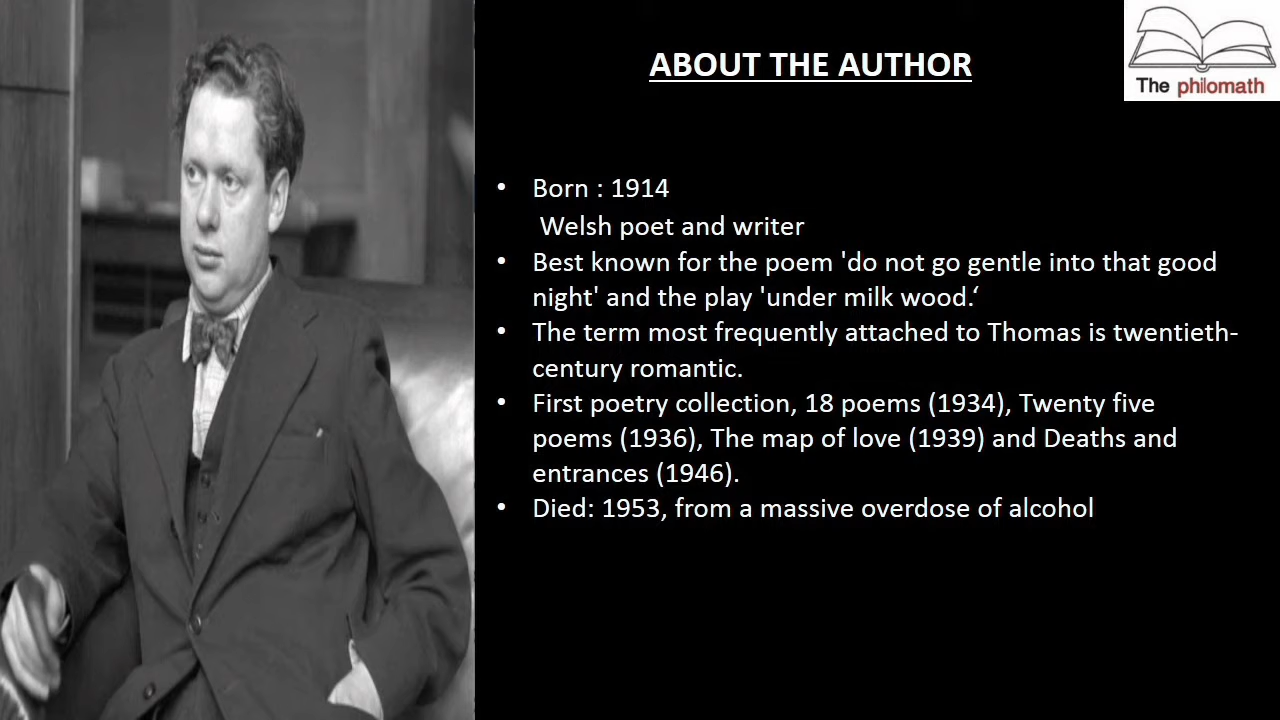 ABOUT THE AUTHOR
The philomath
• Born : 1914
Welsh poet and writer
• Best known for the poem 'do not go gentle into that good
night' and the play 'under milk wood.‘
• The term most frequently attached to Thomas is twentieth-
century romantic.
• First poetry collection, 18 poems (1934), Twenty five
poems (1936), The map of love (1939) and Deaths and
entrances (1946).
• Died: 1953, from a massive overdose of alcohol